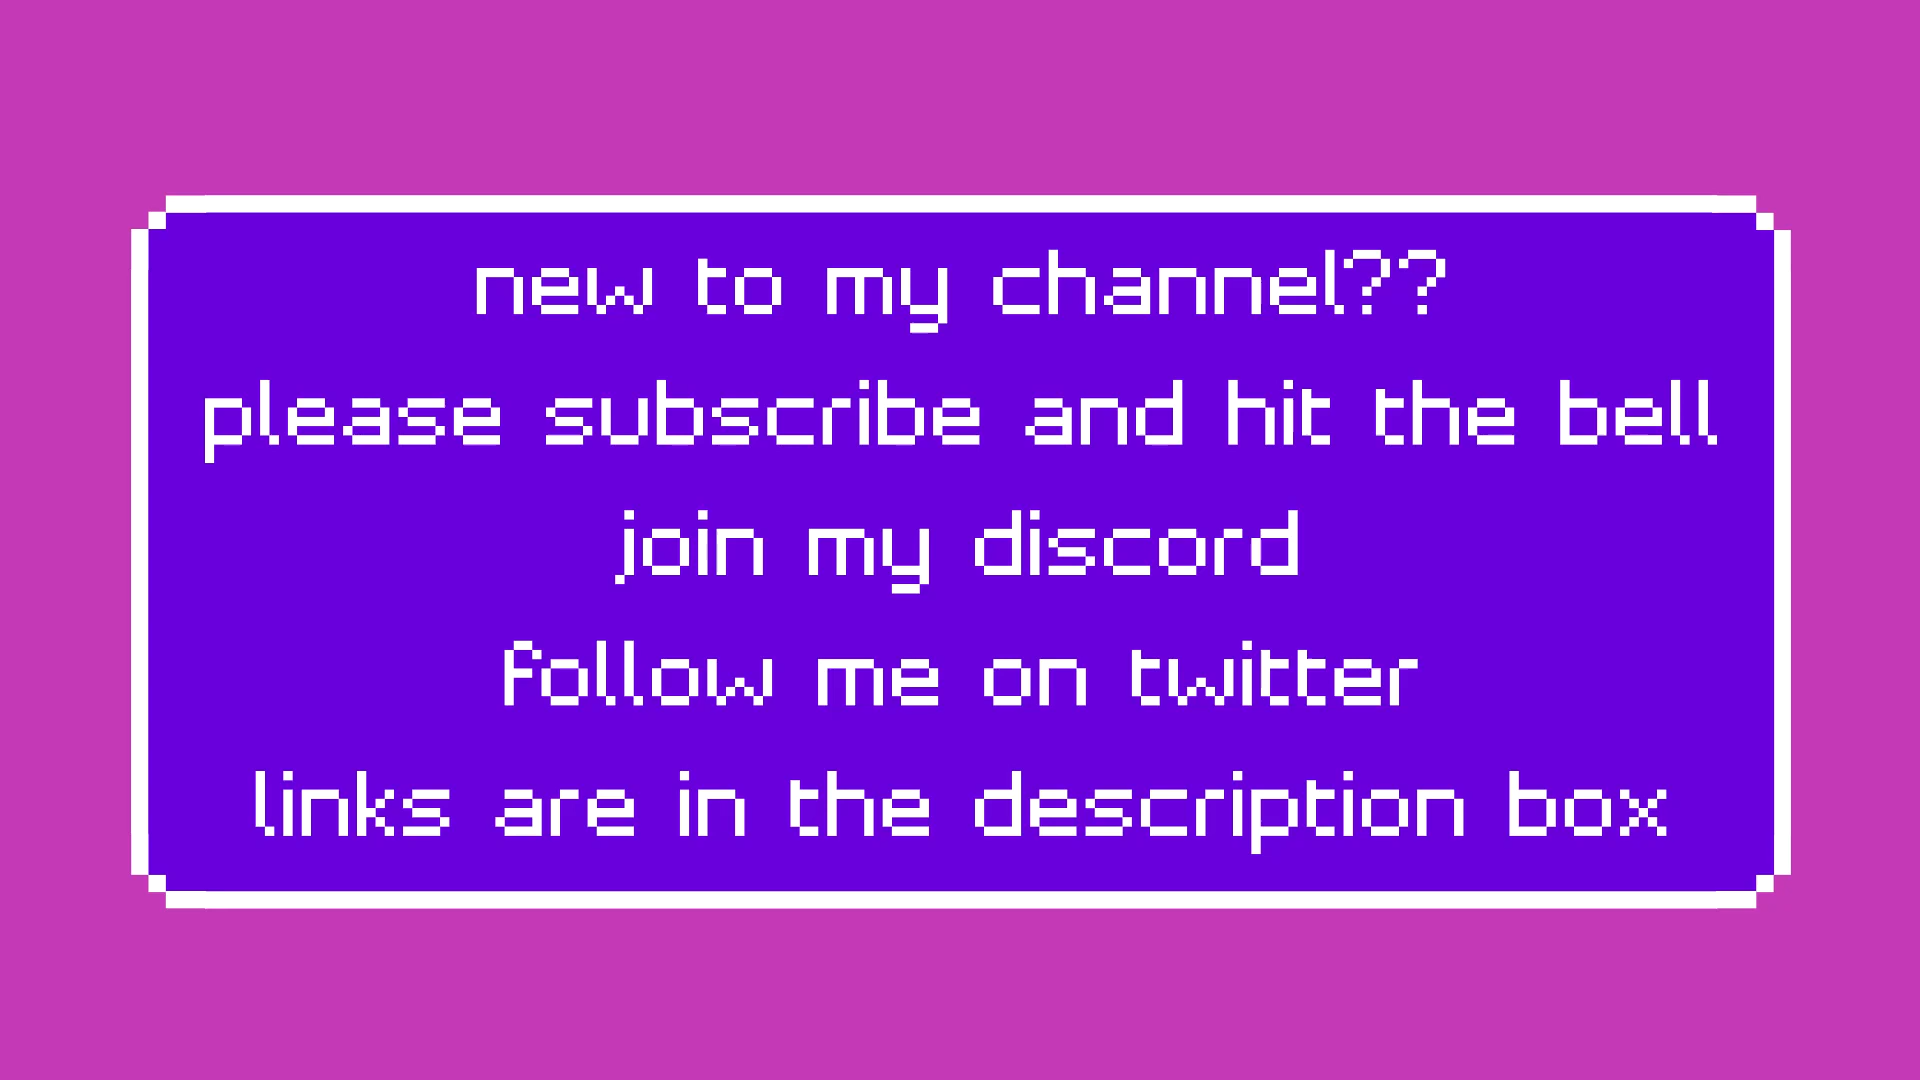 new to my channel??
please subscribe and hit the bell
join my discord
follow me on twitter
links are in the description box